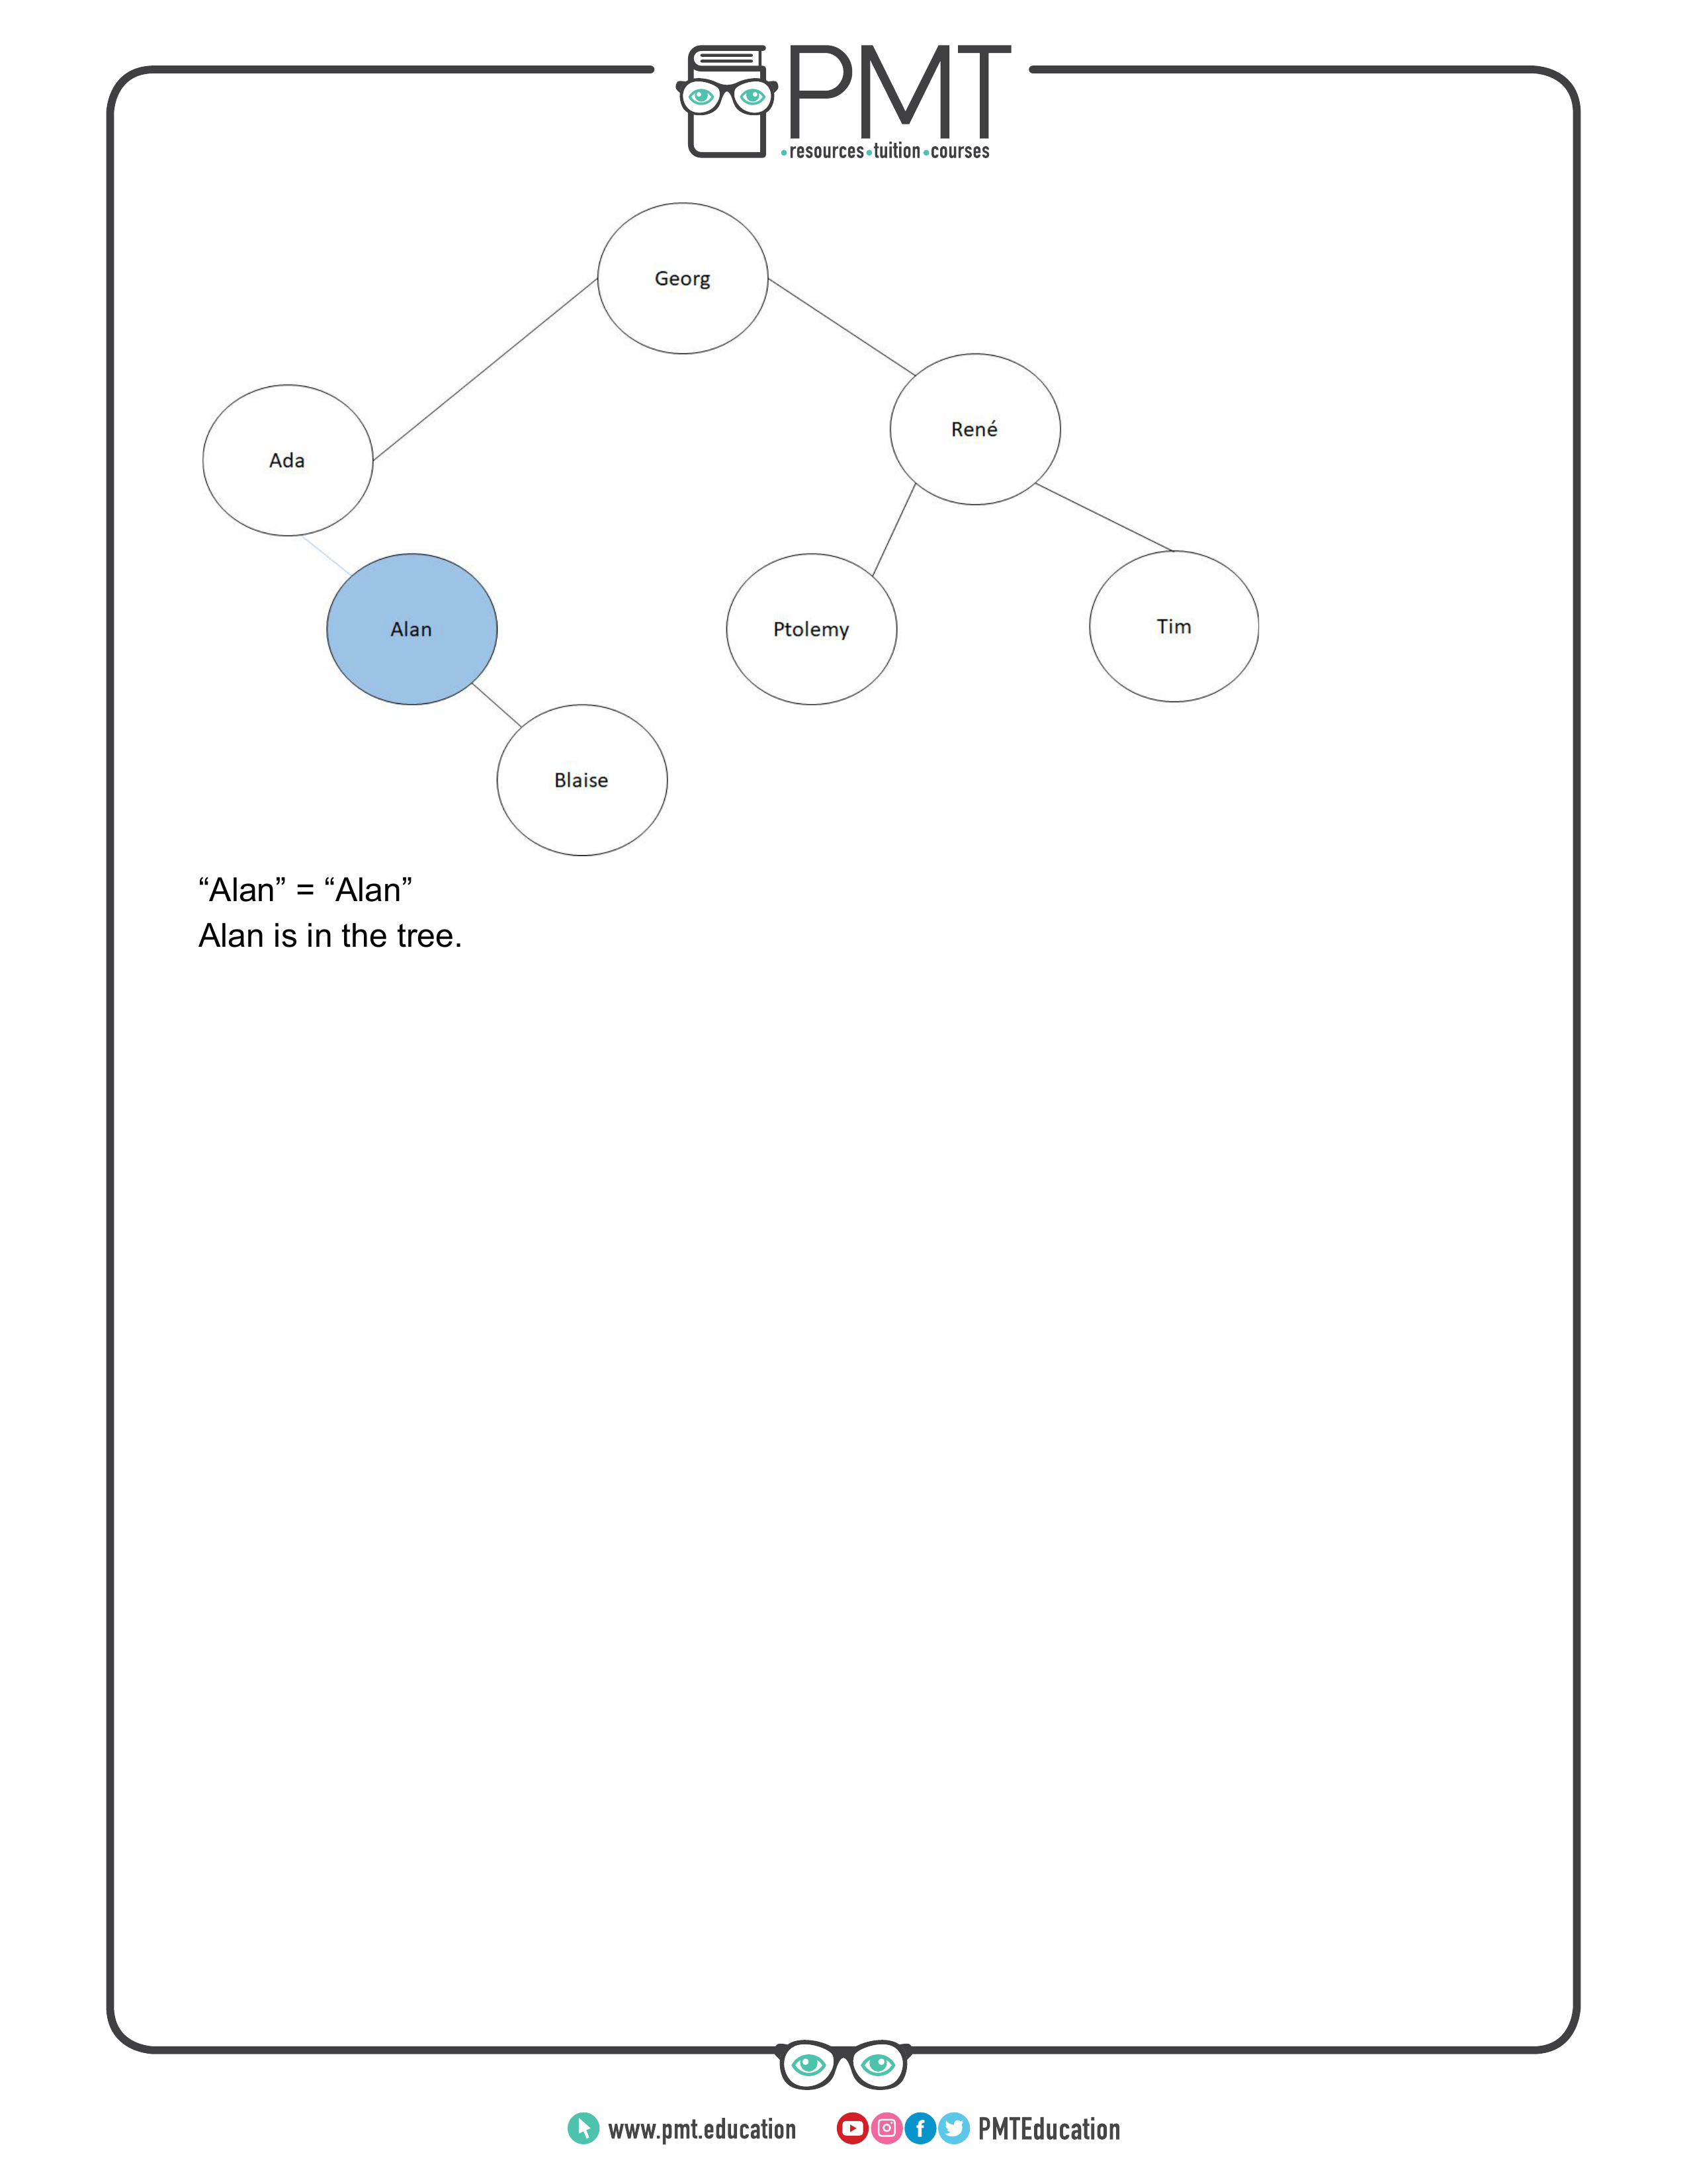 PMT
resources tuition courses
Georg
René
Ada
Alan
Ptolemy
Tim
Blaise
“Alan” = “Alan”
Alan is in the tree.
www.pmt.education
PMTEducation